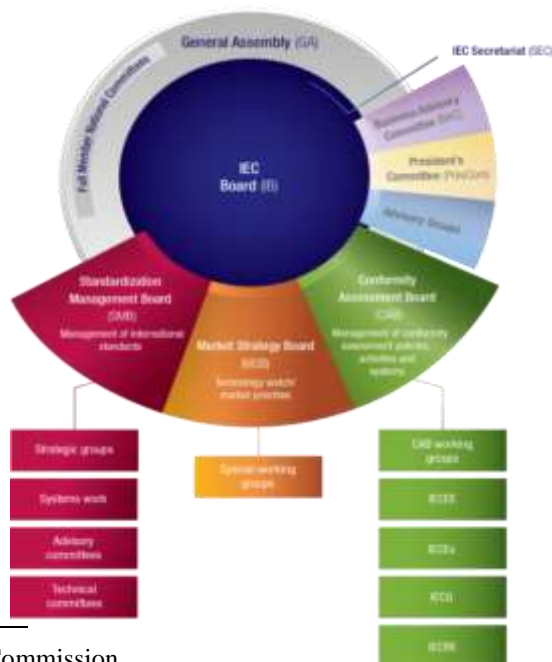 General Assembly (GA)
IEC Secretariat (SEC)
Full Member National Committees
Business Advisory
Committee (BAC)
President's
Committee (PresCom)
Advisory Groups
IEC
Board (IB)
Standardization
Management Board
(SMB)
Management of international
standards
Market Strategy Board
(MSB)
Technology watch/
market priorities
Conformity
Assessment Board
(CAB)
Management of conformity
assessment policies,
activities and
systems
Strategic groups
Systems work
Advisory
committees
Technical
committees
Special working
groups
CAB working
groups
IECEE
IECEx
IECQ
IECRE
Commission